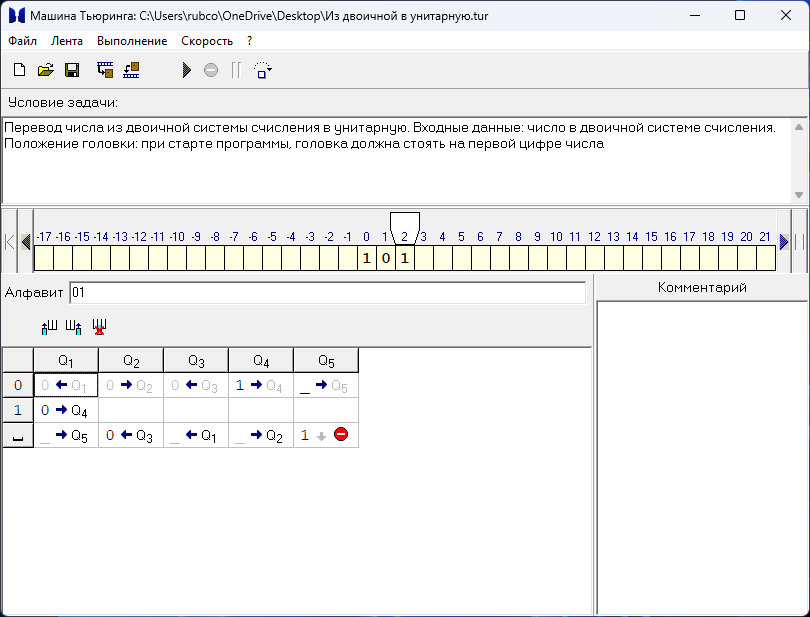 Машина Тьюринга: C:\Users\rubco\OneDrive\Desktop\Из двоичной в унитарную.tur
Файл Лента Выполнение Скорость ?
Условие задачи:
Перевод числа из двоичной системы счисления в унитарную. Входные данные: число в двоичной системе счисления.
Положение головки: при старте программы, головка должна стоять на первой цифре числа
-17 -16 -15 -14 -13 -12 -11 -10 -9 -8 -7 -6 -5 -4 -3 -2 -1 0 1 2 3 4 5 6 7 8 9 10 11 12 13 14 15 16 17 18 19 20 21
1 0 1
Алфавит 01
Комментарий
Q1 Q2 Q3 Q4 Q5
0 0 ← Q1 0 → Q2 0 ← Q3 1 → Q4 _ → Q5
1 0 → Q4
␣ _ → Q5 0 ← Q3 _ ← Q1 _ → Q2 1 ↓